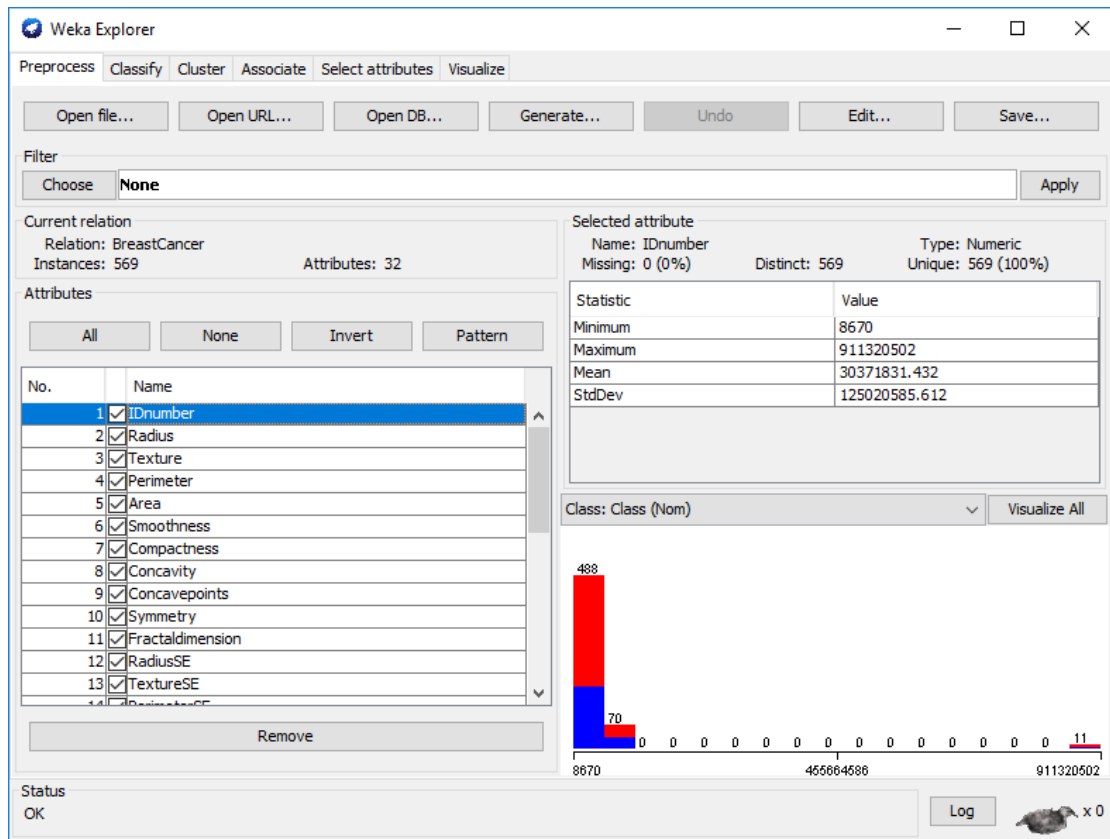 Weka Explorer
Preprocess Classify Cluster Associate Select attributes Visualize
Open file... Open URL... Open DB... Generate... Undo Edit... Save...
Filter
Choose None Apply
Current relation
Relation: BreastCancer
Instances: 569 Attributes: 32
Attributes
All None Invert Pattern
No. Name
1 IDnumber
2 Radius
3 Texture
4 Perimeter
5 Area
6 Smoothness
7 Compactness
8 Concavity
9 Concavepoints
10 Symmetry
11 Fractaldimension
12 RadiusSE
13 TextureSE
14 PerimeterSE
Remove
Selected attribute
Name: IDnumber Type: Numeric
Missing: 0 (0%) Distinct: 569 Unique: 569 (100%)
Statistic Value
Minimum 8670
Maximum 911320502
Mean 30371831.432
StdDev 125020585.612
Class: Class (Nom) Visualize All
488
70 0 0 0 0 0 0 0 0 0 0 0 0 0 0 11
8670 455664586 911320502
Status
OK
Log x 0